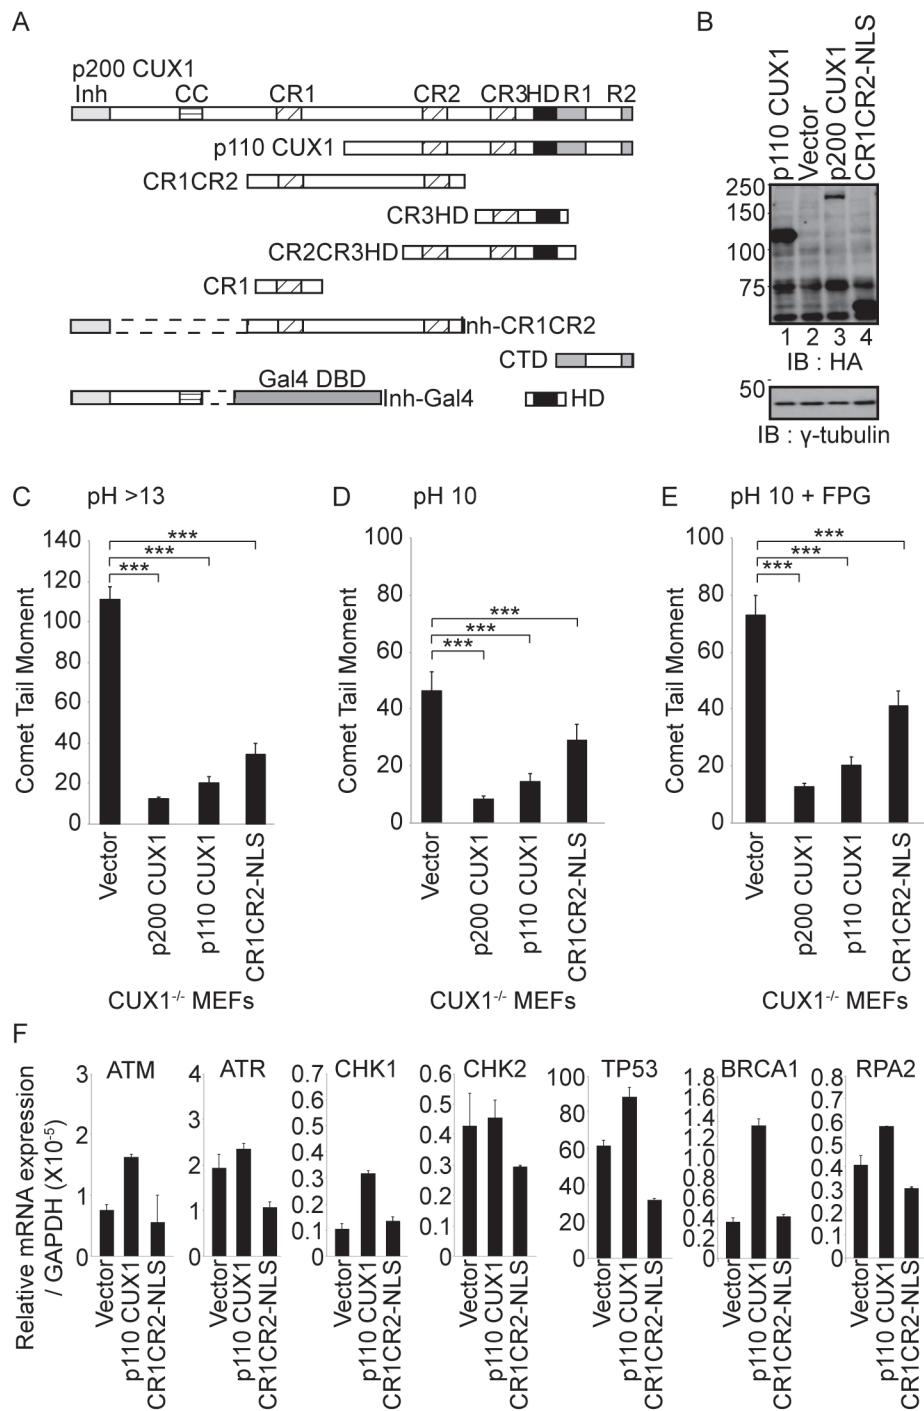 A
p200 CUX1
Inh CC CR1 CR2 CR3HD R1 R2
p110 CUX1
CR1CR2
CR3HD
CR2CR3HD
CR1
Inh-CR1CR2
CTD
Gal4 DBD
Inh-Gal4
HD
B
p110 CUX1
Vector
p200 CUX1
CR1CR2-NLS
250
150
100
75
1 2 3 4
IB : HA
50
IB : γ-tubulin
C pH >13
Comet Tail Moment
140
120
100
80
60
40
20
0
***
***
***
Vector
p200 CUX1
p110 CUX1
CR1CR2-NLS
CUX1-/- MEFs
D pH 10
Comet Tail Moment
100
80
60
40
20
0
***
***
***
Vector
p200 CUX1
p110 CUX1
CR1CR2-NLS
CUX1-/- MEFs
E pH 10 + FPG
Comet Tail Moment
100
80
60
40
20
0
***
***
***
Vector
p200 CUX1
p110 CUX1
CR1CR2-NLS
CUX1-/- MEFs
F
Relative mRNA expression
/ GAPDH (X10-5)
ATM
3
2
1
0
Vector
p110 CUX1
CR1CR2-NLS
ATR
4
3
2
1
0
Vector
p110 CUX1
CR1CR2-NLS
CHK1
0.7
0.6
0.5
0.4
0.3
0.2
0.1
0
Vector
p110 CUX1
CR1CR2-NLS
CHK2
0.6
0.5
0.4
0.3
0.2
0.1
0
Vector
p110 CUX1
CR1CR2-NLS
TP53
100
80
60
40
20
0
Vector
p110 CUX1
CR1CR2-NLS
BRCA1
1.8
1.6
1.4
1.2
1.0
0.8
0.6
0.4
0.2
0
Vector
p110 CUX1
CR1CR2-NLS
RPA2
0.8
0.7
0.6
0.5
0.4
0.3
0.2
0.1
0
Vector
p110 CUX1
CR1CR2-NLS